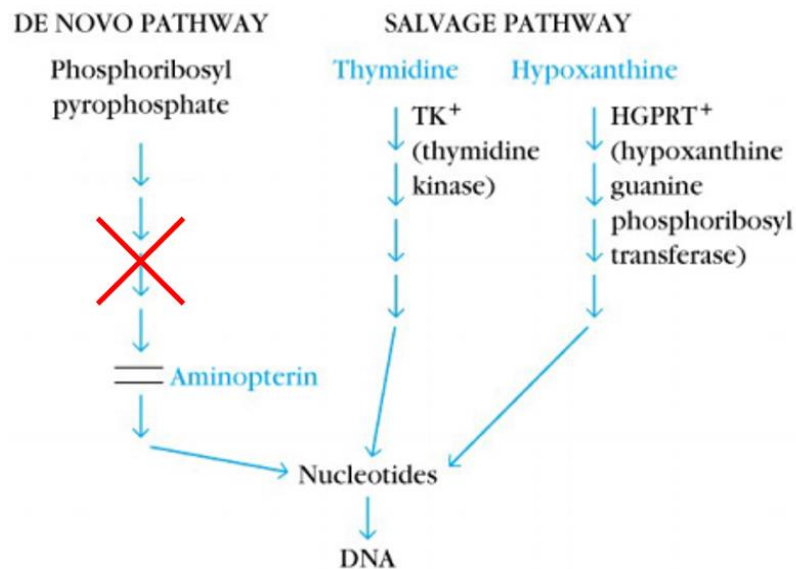 DE NOVO PATHWAY
Phosphoribosyl
pyrophosphate
Aminopterin
SALVAGE PATHWAY
Thymidine
TK+
(thymidine
kinase)
Hypoxanthine
HGPRT+
(hypoxanthine
guanine
phosphoribosyl
transferase)
Nucleotides
DNA